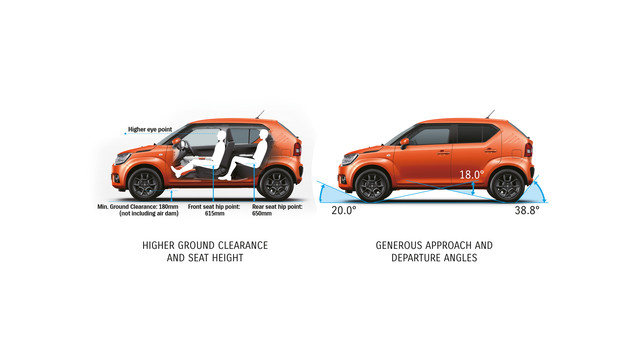 Higher eye point
Min. Ground Clearance: 180mm
(not including air dam)
Front seat hip point:
615mm
Rear seat hip point:
650mm
18.0°
20.0°
38.8°
HIGHER GROUND CLEARANCE
AND SEAT HEIGHT
GENEROUS APPROACH AND
DEPARTURE ANGLES